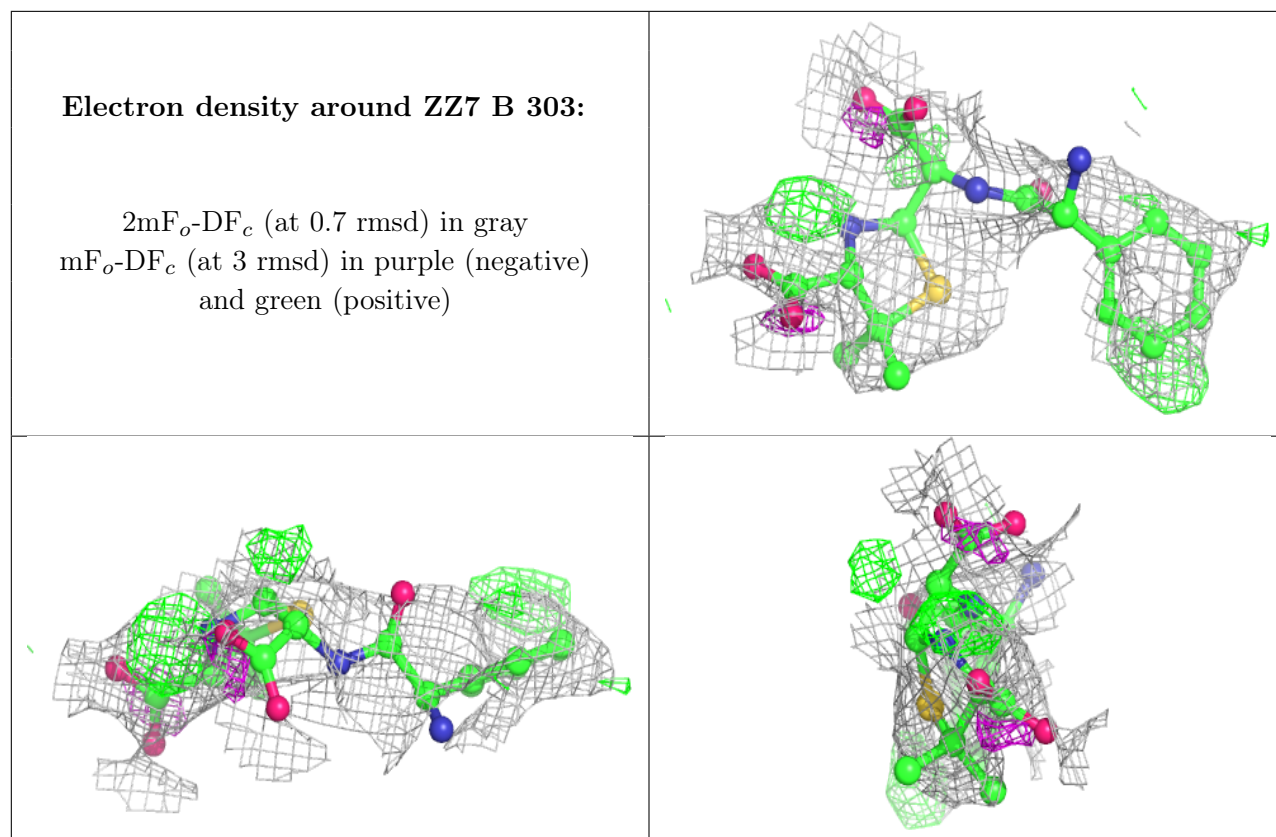 Electron density around ZZ7 B 303:
2mFₒ-DF𝑐 (at 0.7 rmsd) in gray
mFₒ-DF𝑐 (at 3 rmsd) in purple (negative)
and green (positive)